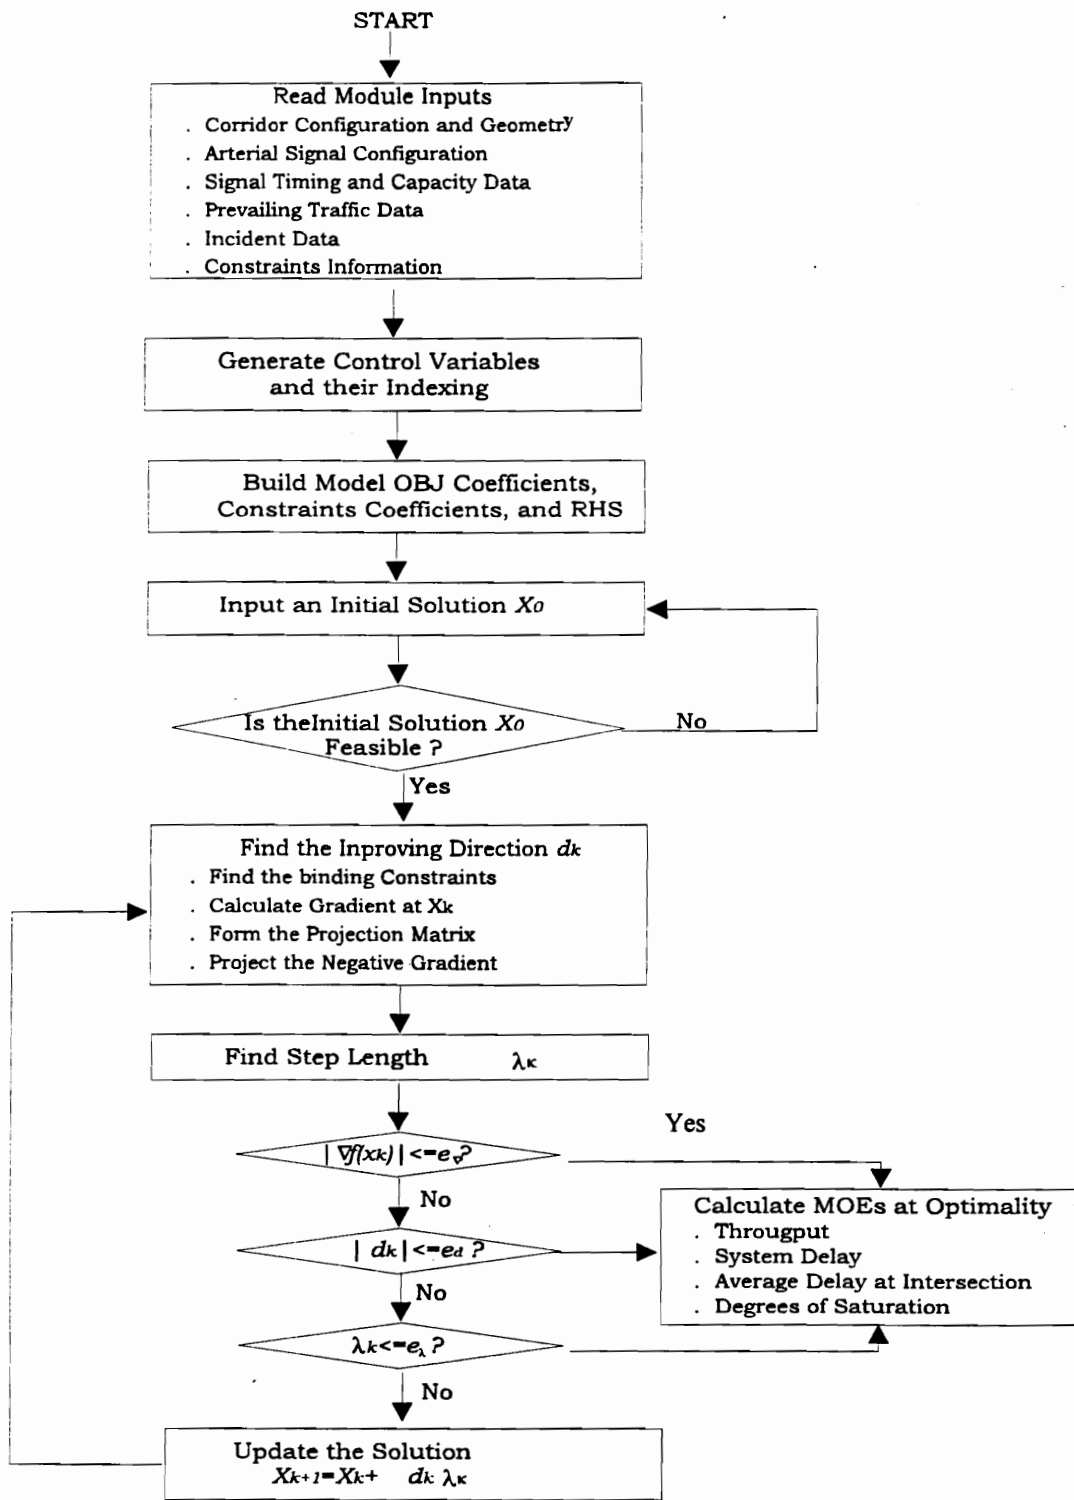 START
Read Module Inputs
. Corridor Configuration and Geometry
. Arterial Signal Configuration
. Signal Timing and Capacity Data
. Prevailing Traffic Data
. Incident Data
. Constraints Information
Generate Control Variables
and their Indexing
Build Model OBJ Coefficients,
Constraints Coefficients, and RHS
Input an Initial Solution X0
Is theInitial Solution X0
Feasible ?
No
Yes
Find the Inproving Direction dk
. Find the binding Constraints
. Calculate Gradient at Xk
. Form the Projection Matrix
. Project the Negative Gradient
Find Step Length λK
| ∇f(xk) | <=e∇?
Yes
No
| dk | <=ed ?
No
λk<=eλ ?
No
Calculate MOEs at Optimality
. Througput
. System Delay
. Average Delay at Intersection
. Degrees of Saturation
Update the Solution
Xk+1=Xk+ dk λK